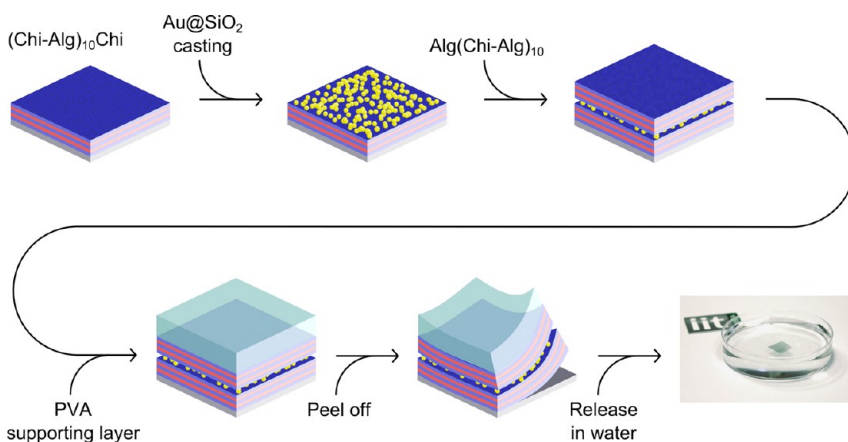 (Chi-Alg)₁₀Chi
Au@SiO₂
casting
Alg(Chi-Alg)₁₀
PVA
supporting layer
Peel off
Release
in water
iit